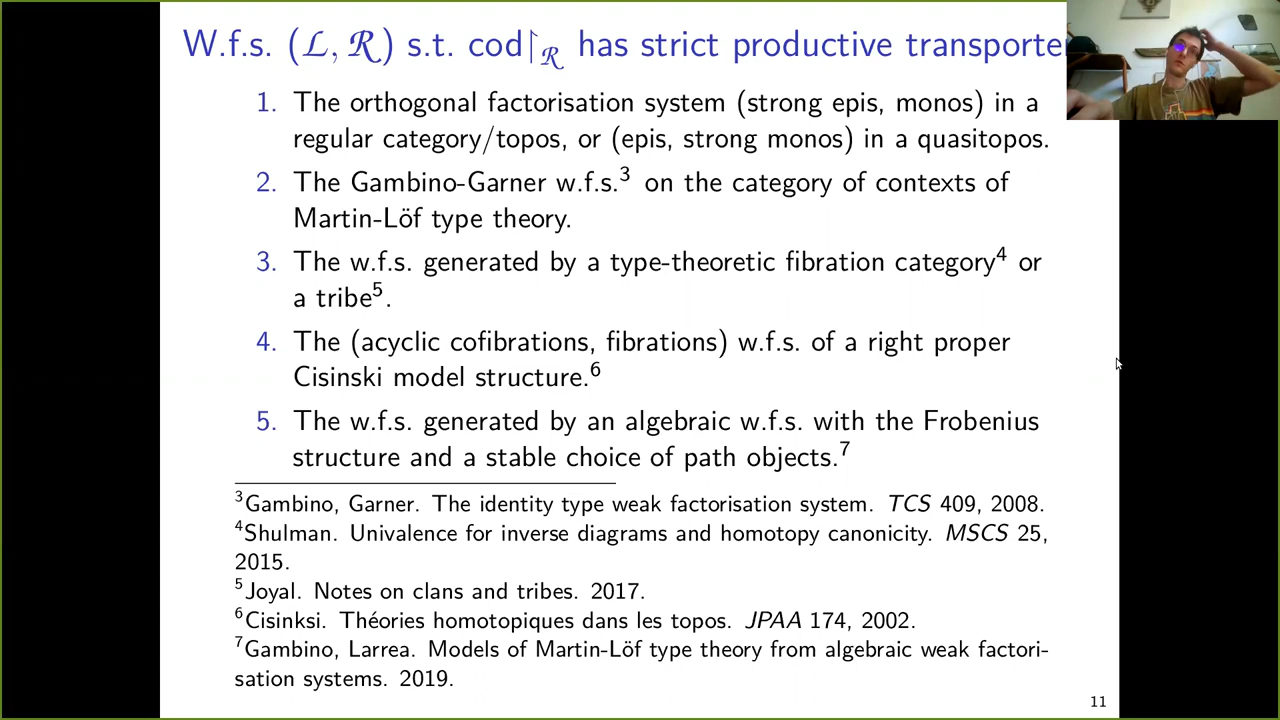 W.f.s. (ℒ, ℛ) s.t. cod↾ℛ has strict productive transporte
1. The orthogonal factorisation system (strong epis, monos) in a
regular category/topos, or (epis, strong monos) in a quasitopos.
2. The Gambino-Garner w.f.s.³ on the category of contexts of
Martin-Löf type theory.
3. The w.f.s. generated by a type-theoretic fibration category⁴ or
a tribe⁵.
4. The (acyclic cofibrations, fibrations) w.f.s. of a right proper
Cisinski model structure.⁶
5. The w.f.s. generated by an algebraic w.f.s. with the Frobenius
structure and a stable choice of path objects.⁷
³Gambino, Garner. The identity type weak factorisation system. TCS 409, 2008.
⁴Shulman. Univalence for inverse diagrams and homotopy canonicity. MSCS 25,
2015.
⁵Joyal. Notes on clans and tribes. 2017.
⁶Cisinksi. Théories homotopiques dans les topos. JPAA 174, 2002.
⁷Gambino, Larrea. Models of Martin-Löf type theory from algebraic weak factori-
sation systems. 2019.
11